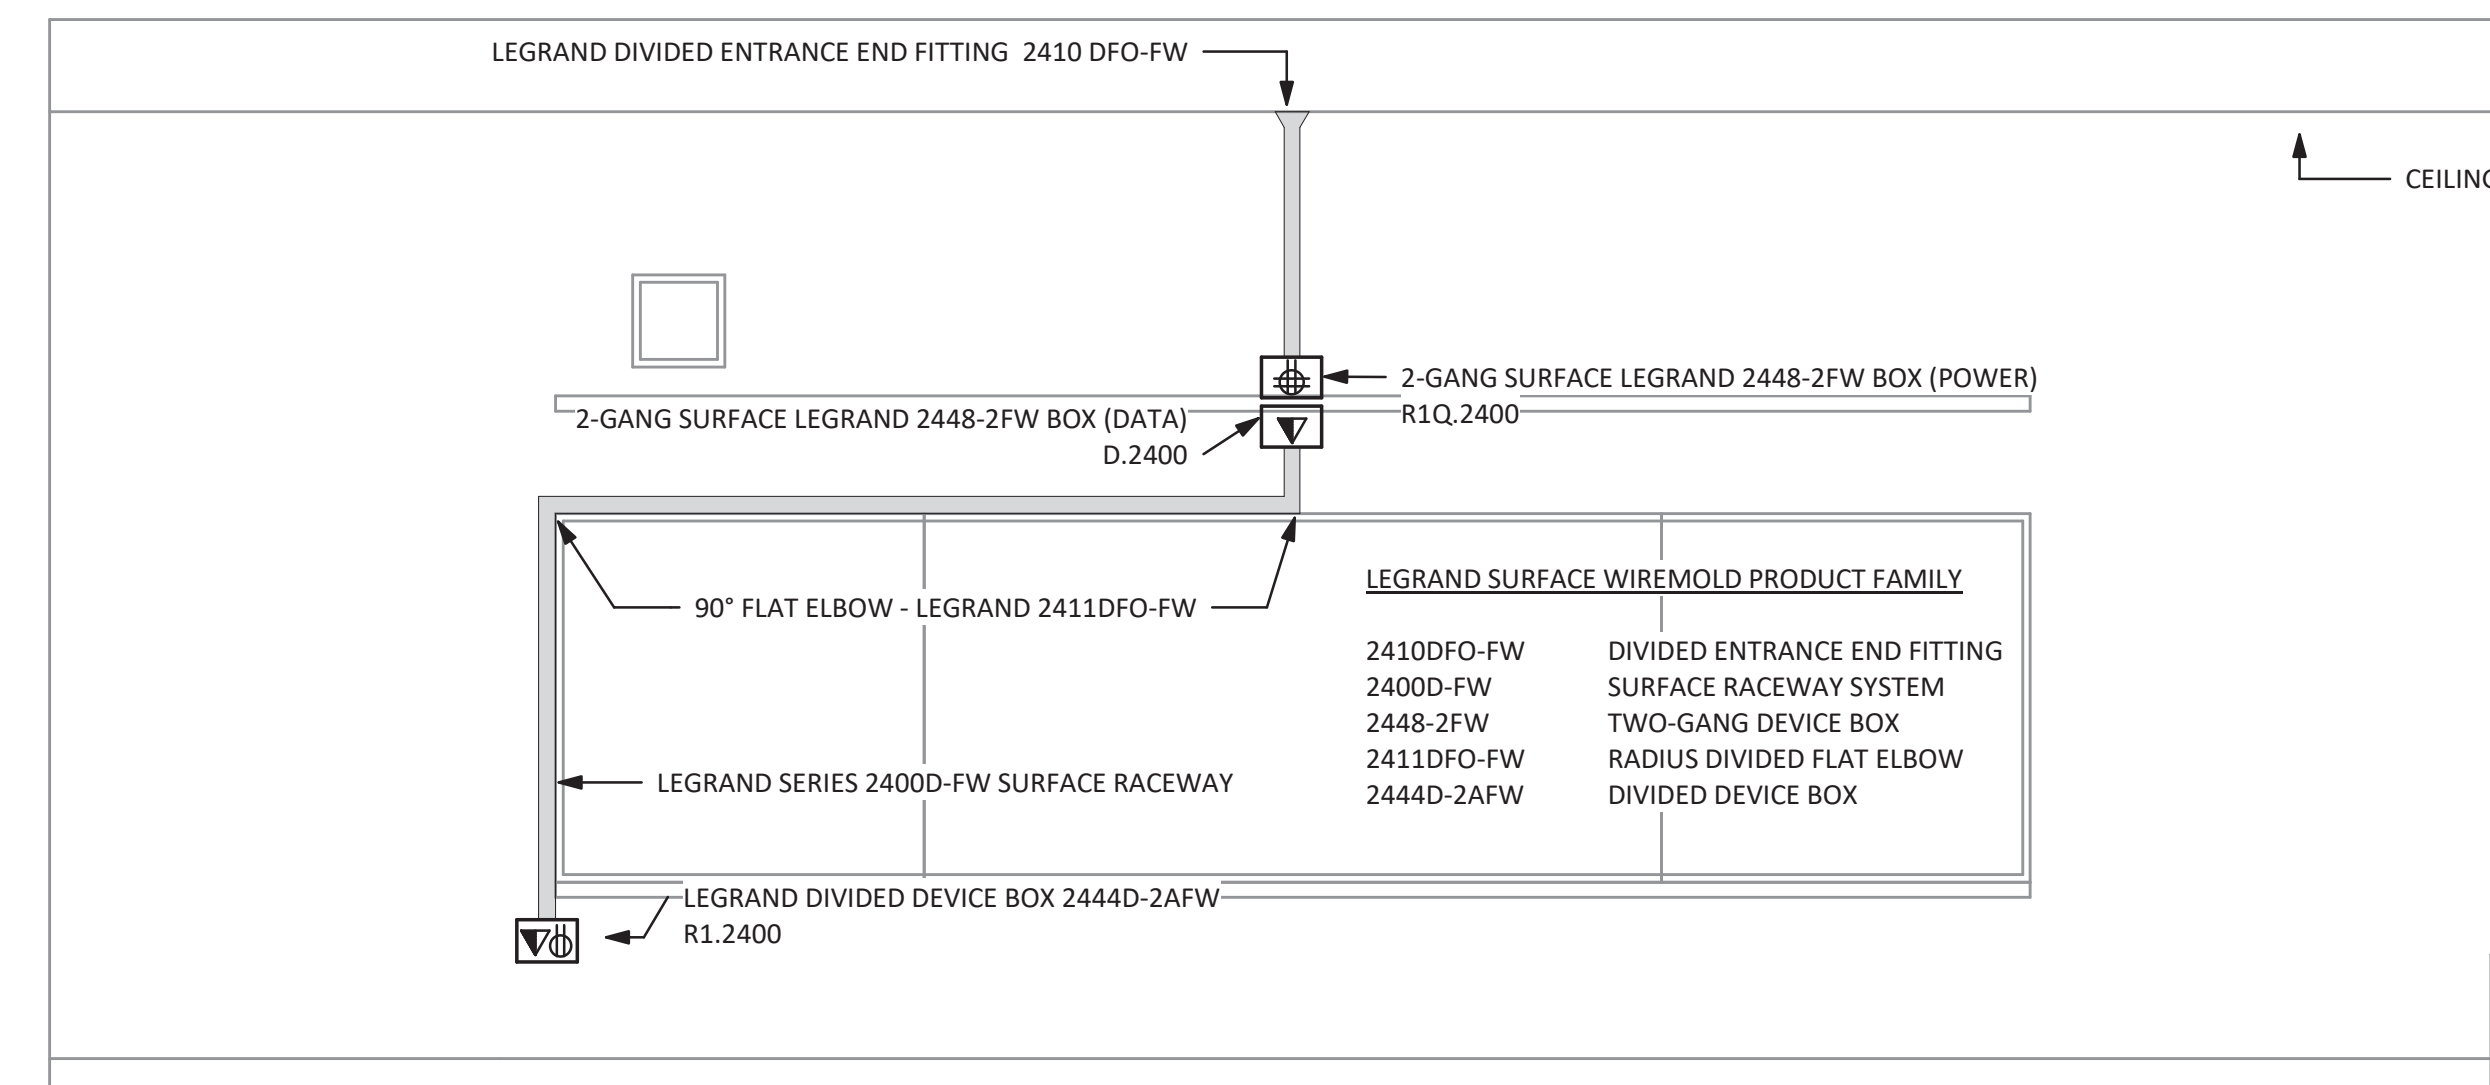 LEGRAND DIVIDED ENTRANCE END FITTING  2410 DFO-FW
CEILING
2-GANG SURFACE LEGRAND 2448-2FW BOX (POWER)
R1Q.2400
2-GANG SURFACE LEGRAND 2448-2FW BOX (DATA)
D.2400
90° FLAT ELBOW - LEGRAND 2411DFO-FW
LEGRAND SURFACE WIREMOLD PRODUCT FAMILY
2410DFO-FW DIVIDED ENTRANCE END FITTING
2400D-FW SURFACE RACEWAY SYSTEM
2448-2FW TWO-GANG DEVICE BOX
2411DFO-FW RADIUS DIVIDED FLAT ELBOW
2444D-2AFW DIVIDED DEVICE BOX
LEGRAND SERIES 2400D-FW SURFACE RACEWAY
LEGRAND DIVIDED DEVICE BOX 2444D-2AFW
R1.2400